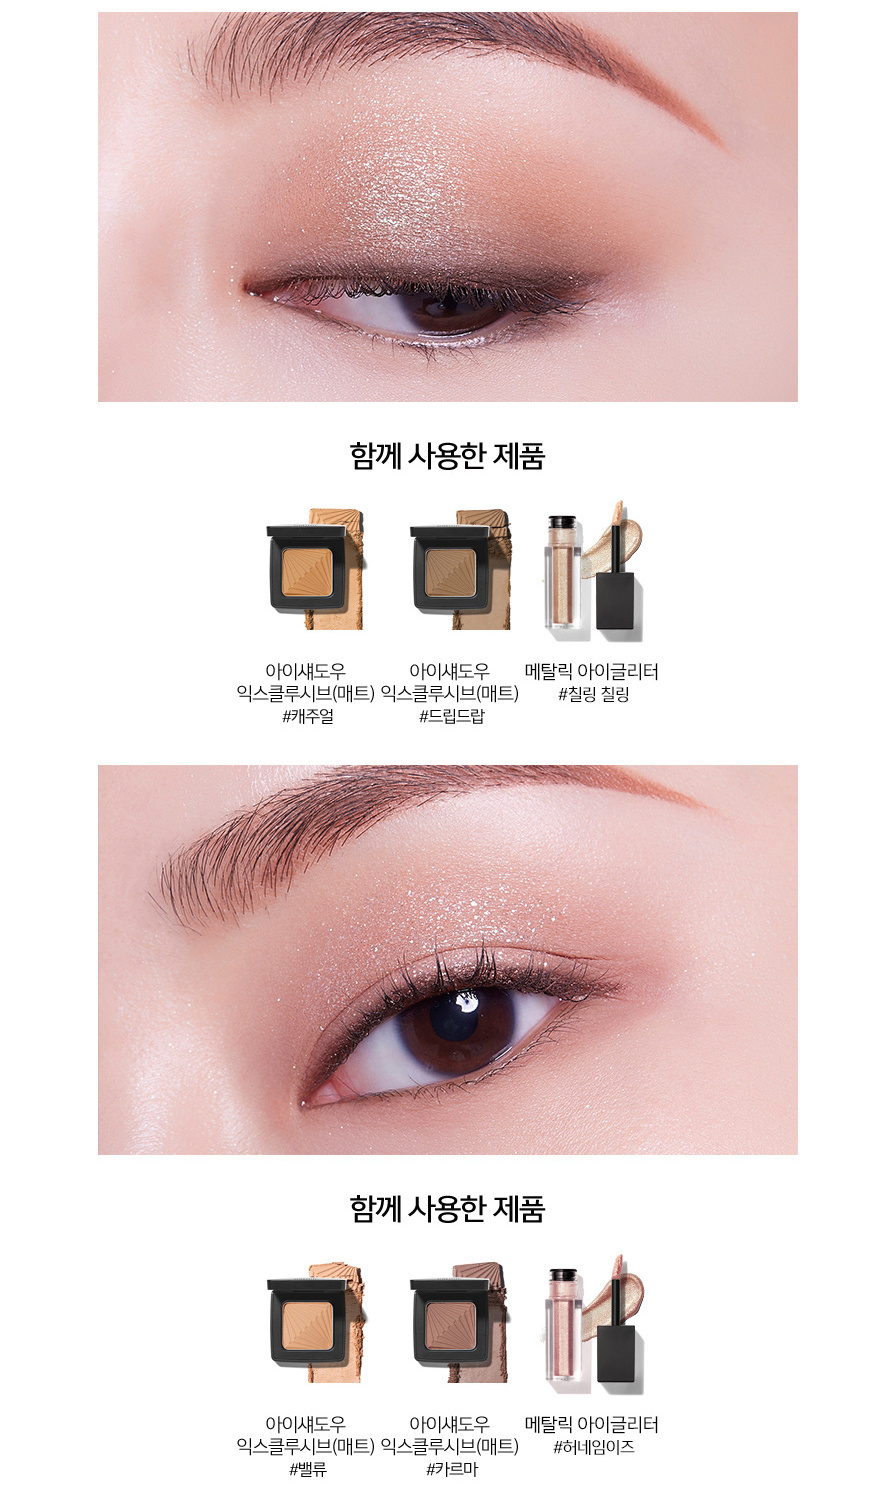 함께 사용한 제품
아이섀도우
익스클루시브(매트)
#캐주얼
아이섀도우
익스클루시브(매트)
#드립드랍
메탈릭 아이글리터
#칠링 칠링
함께 사용한 제품
아이섀도우
익스클루시브(매트)
#밸류
아이섀도우
익스클루시브(매트)
#카르마
메탈릭 아이글리터
#허네임이즈